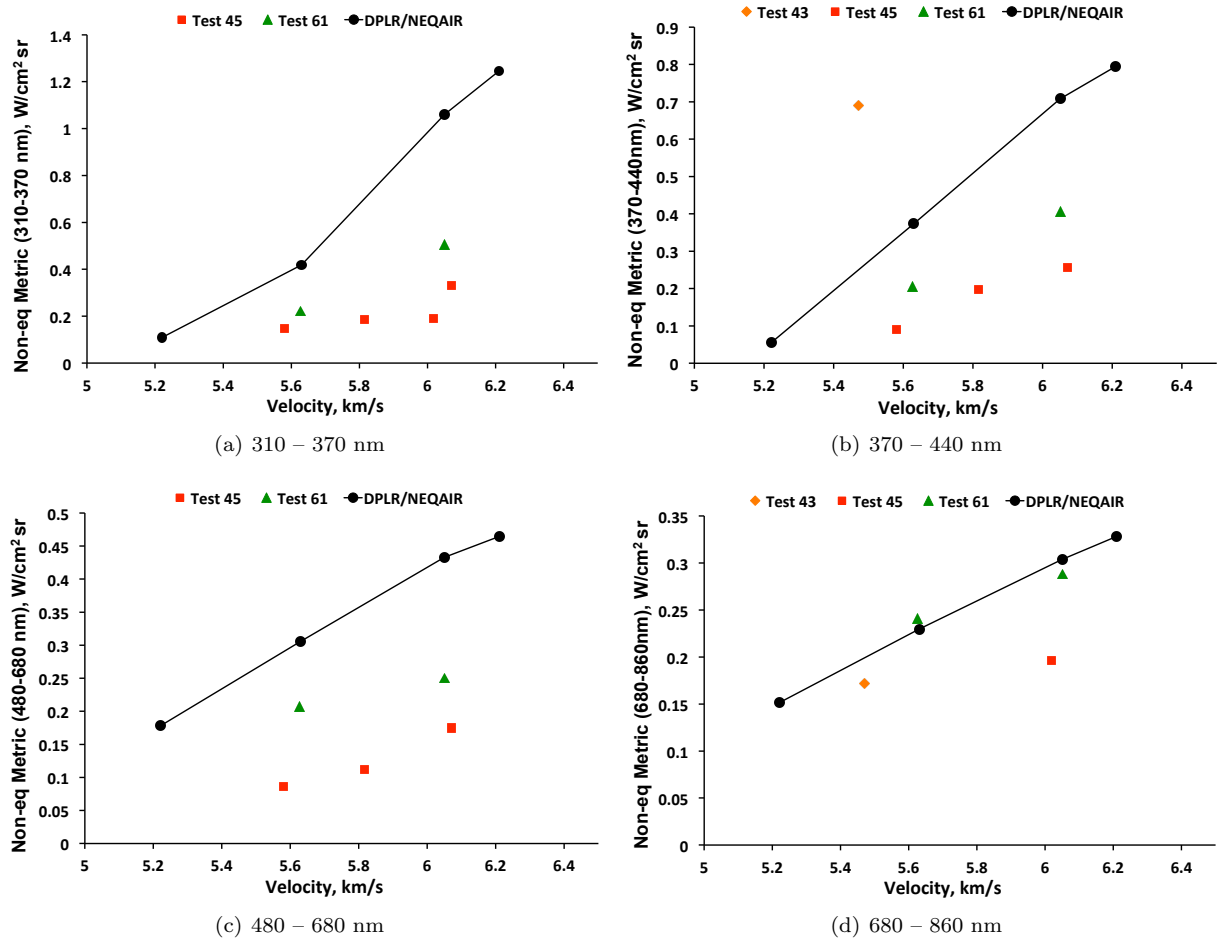 Test 45 Test 61 DPLR/NEQAIR
Non-eq Metric (310-370 nm), W/cm² sr
1.4
1.2
1
0.8
0.6
0.4
0.2
0
5 5.2 5.4 5.6 5.8 6 6.2 6.4
Velocity, km/s
(a) 310 – 370 nm
Test 43 Test 45 Test 61 DPLR/NEQAIR
Non-eq Metric (370-440nm), W/cm² sr
0.9
0.8
0.7
0.6
0.5
0.4
0.3
0.2
0.1
0
5 5.2 5.4 5.6 5.8 6 6.2 6.4
Velocity, km/s
(b) 370 – 440 nm
Test 45 Test 61 DPLR/NEQAIR
Non-eq Metric (480-680 nm), W/cm² sr
0.5
0.45
0.4
0.35
0.3
0.25
0.2
0.15
0.1
0.05
0
5 5.2 5.4 5.6 5.8 6 6.2 6.4
Velocity, km/s
(c) 480 – 680 nm
Test 43 Test 45 Test 61 DPLR/NEQAIR
Non-eq Metric (680-860nm), W/cm² sr
0.35
0.3
0.25
0.2
0.15
0.1
0.05
0
5 5.2 5.4 5.6 5.8 6 6.2 6.4
Velocity, km/s
(d) 680 – 860 nm